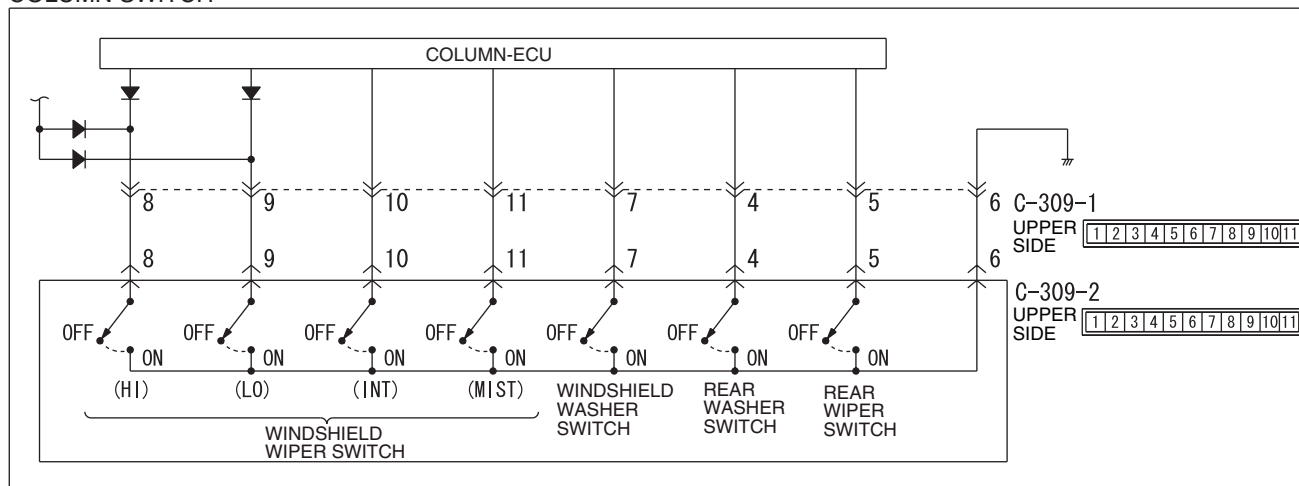 COLUMN-ECU
8 9 10 11 7 4 5 6 C-309-1
UPPER SIDE
1 2 3 4 5 6 7 8 9 10 11
8 9 10 11 7 4 5 6
C-309-2
UPPER SIDE
1 2 3 4 5 6 7 8 9 10 11
OFF OFF OFF OFF OFF OFF OFF
ON ON ON ON ON ON ON
(HI) (LO) (INT) (MIST)
WINDSHIELD
WASHER
SWITCH
REAR
WASHER
SWITCH
REAR
WIPER
SWITCH
WINDSHIELD
WIPER SWITCH